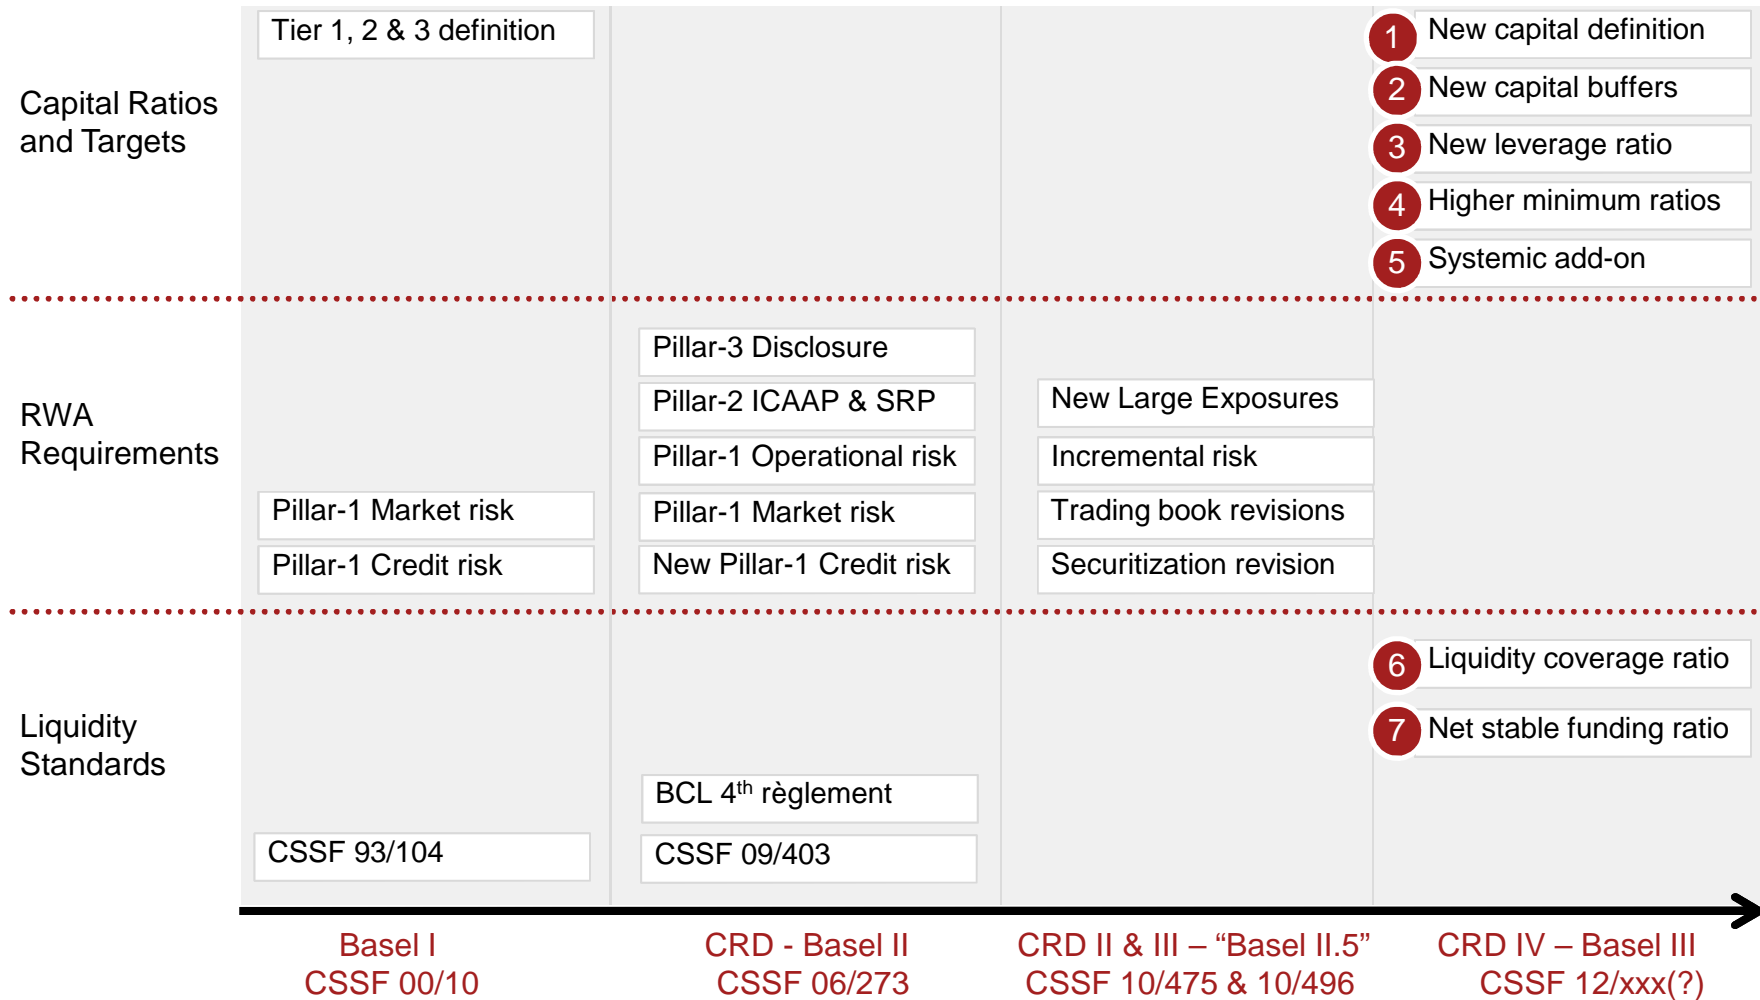 Capital Ratios
and Targets
Tier 1, 2 & 3 definition
1 New capital definition
2 New capital buffers
3 New leverage ratio
4 Higher minimum ratios
5 Systemic add-on
RWA
Requirements
Pillar-1 Market risk
Pillar-1 Credit risk
Pillar-3 Disclosure
Pillar-2 ICAAP & SRP
Pillar-1 Operational risk
Pillar-1 Market risk
New Pillar-1 Credit risk
New Large Exposures
Incremental risk
Trading book revisions
Securitization revision
Liquidity
Standards
CSSF 93/104
BCL 4th règlement
CSSF 09/403
6 Liquidity coverage ratio
7 Net stable funding ratio
Basel I
CSSF 00/10
CRD - Basel II
CSSF 06/273
CRD II & III – “Basel II.5”
CSSF 10/475 & 10/496
CRD IV – Basel III
CSSF 12/xxx(?)